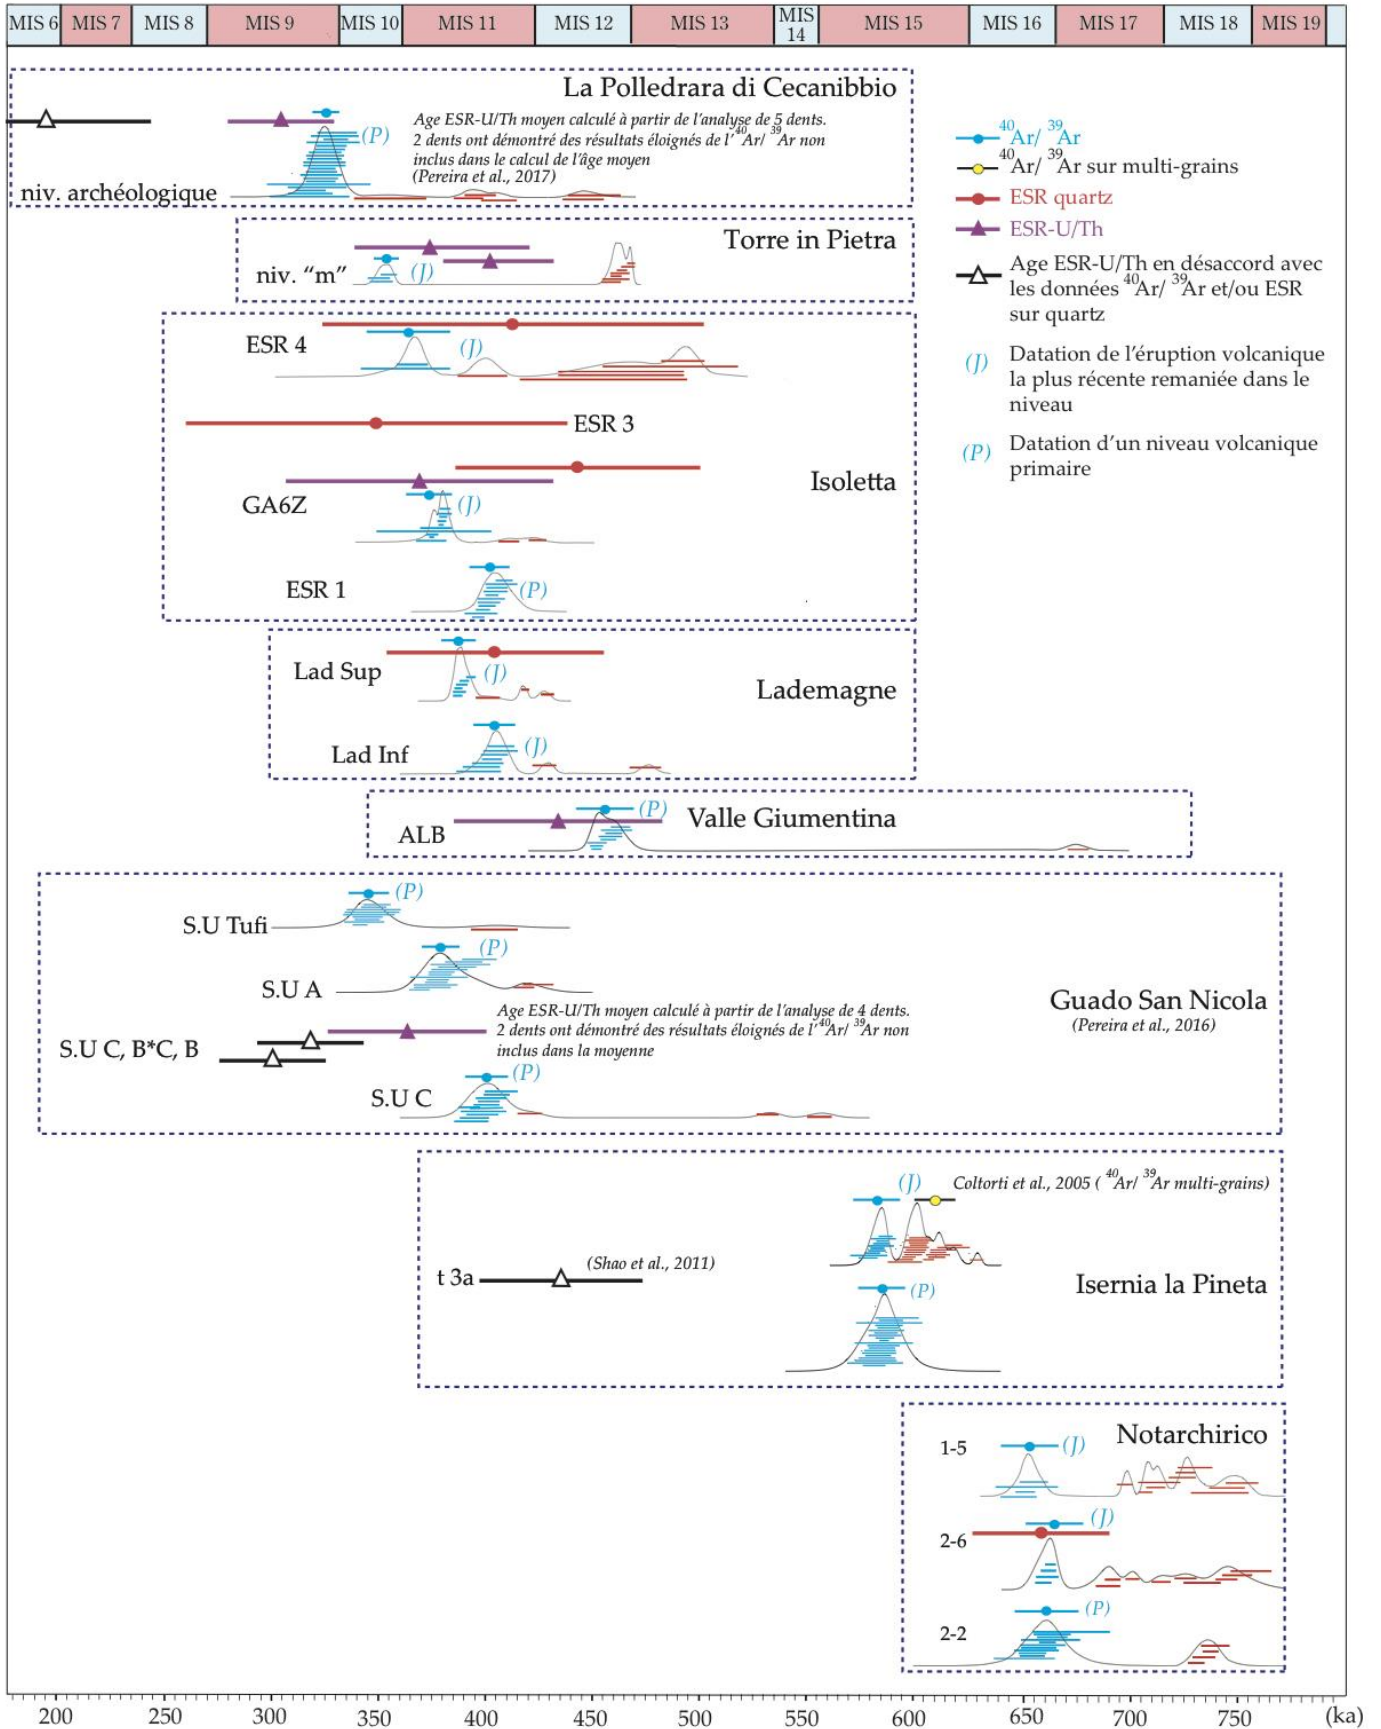 MIS 6 MIS 7 MIS 8 MIS 9 MIS 10 MIS 11 MIS 12 MIS 13 MIS 14 MIS 15 MIS 16 MIS 17 MIS 18 MIS 19
La Polledrara di Cecanibbio
Age ESR-U/Th moyen calculé à partir de l'analyse de 5 dents.
2 dents ont démontré des résultats éloignés de l'⁴⁰Ar/ ³⁹Ar non
inclus dans le calcul de l'âge moyen
(Pereira et al., 2017)
(P)
niv. archéologique
⁴⁰Ar/ ³⁹Ar
⁴⁰Ar/ ³⁹Ar sur multi-grains
ESR quartz
ESR-U/Th
Age ESR-U/Th en désaccord avec
les données ⁴⁰Ar/ ³⁹Ar et/ou ESR
sur quartz
(J) Datation de l'éruption volcanique
la plus récente remaniée dans le
niveau
(P) Datation d'un niveau volcanique
primaire
Torre in Pietra
niv. "m" (J)
ESR 4 (J)
ESR 3
Isoletta
GA6Z (J)
ESR 1 (P)
Lad Sup (J)
Lademagne
Lad Inf (J)
ALB (P) Valle Giumentina
S.U Tufi (P)
S.U A (P)
Guado San Nicola
(Pereira et al., 2016)
Age ESR-U/Th moyen calculé à partir de l'analyse de 4 dents.
2 dents ont démontré des résultats éloignés de l'⁴⁰Ar/ ³⁹Ar non
inclus dans la moyenne
S.U C, B*C, B
S.U C (P)
(J) Coltorti et al., 2005 ( ⁴⁰Ar/ ³⁹Ar multi-grains)
t 3a (Shao et al., 2011)
Isernia la Pineta
(P)
Notarchirico
1-5 (J)
2-6 (J)
2-2 (P)
200 250 300 350 400 450 500 550 600 650 700 750 (ka)